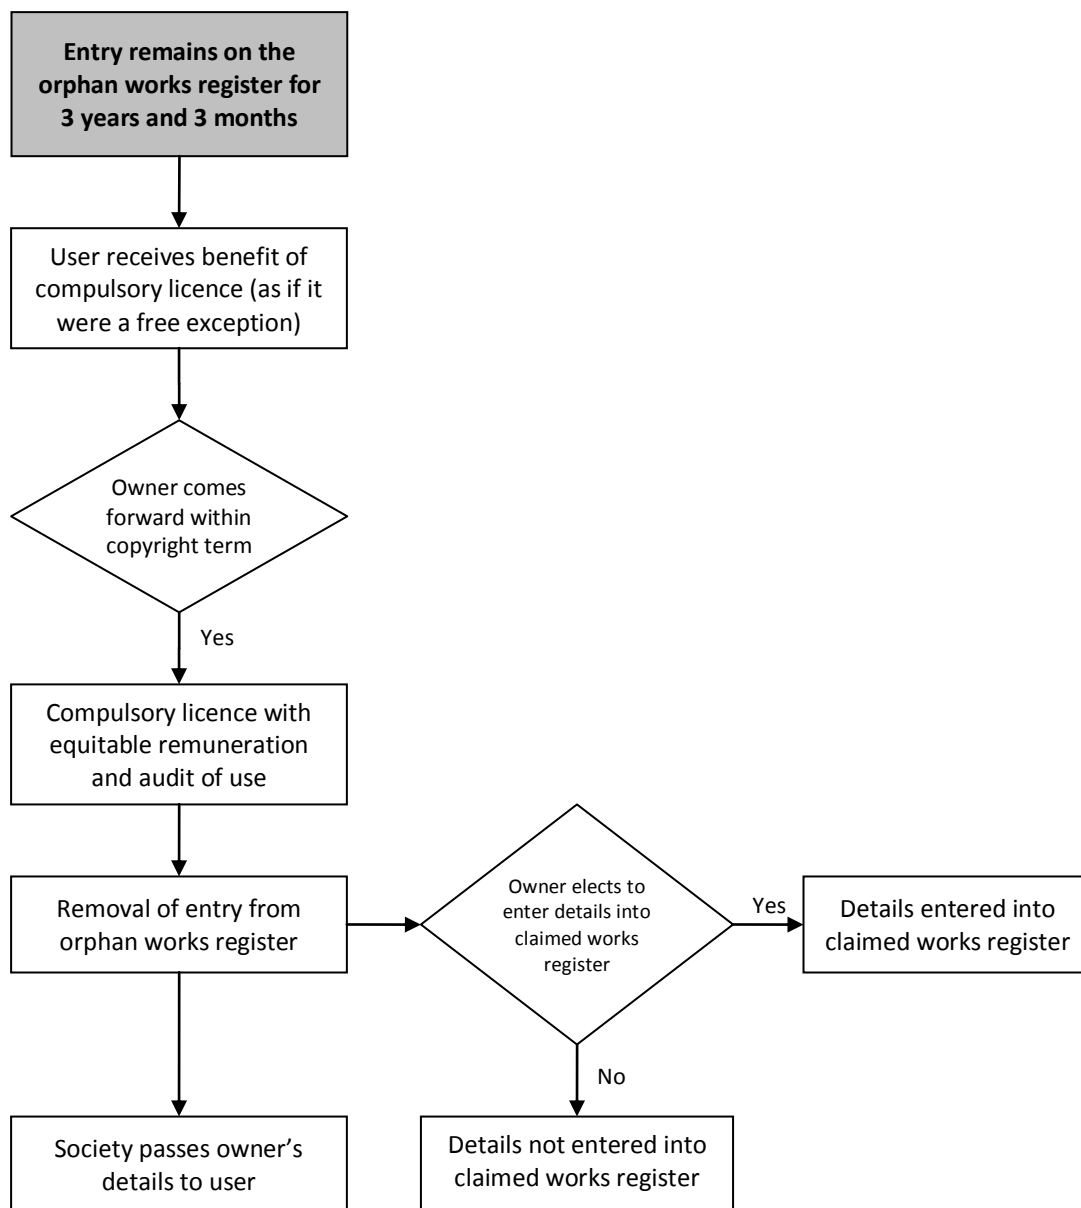 Entry remains on the
orphan works register for
3 years and 3 months
User receives benefit of
compulsory licence (as if it
were a free exception)
Owner comes
forward within
copyright term
Yes
Compulsory licence with
equitable remuneration
and audit of use
Removal of entry from
orphan works register
Owner elects to
enter details into
claimed works
register
Yes
Details entered into
claimed works register
No
Society passes owner’s
details to user
Details not entered into
claimed works register